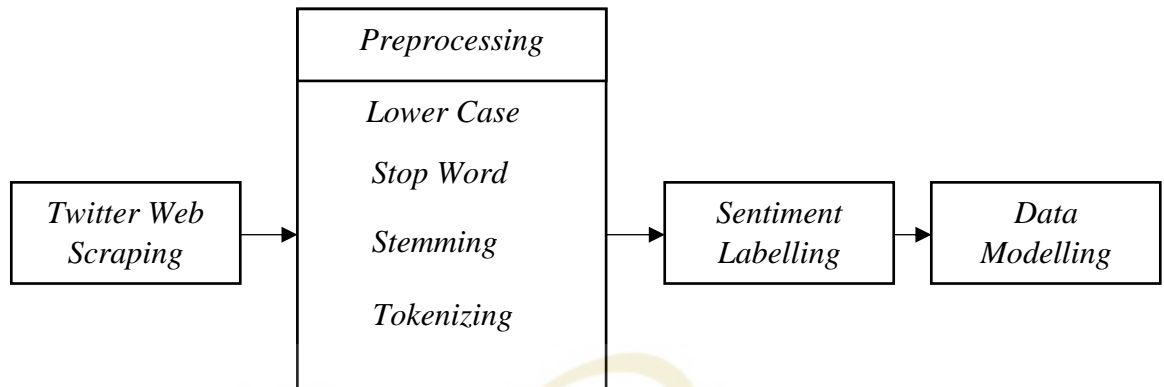 Preprocessing
Lower Case
Stop Word
Stemming
Tokenizing
Twitter Web
Scraping
Sentiment
Labelling
Data
Modelling